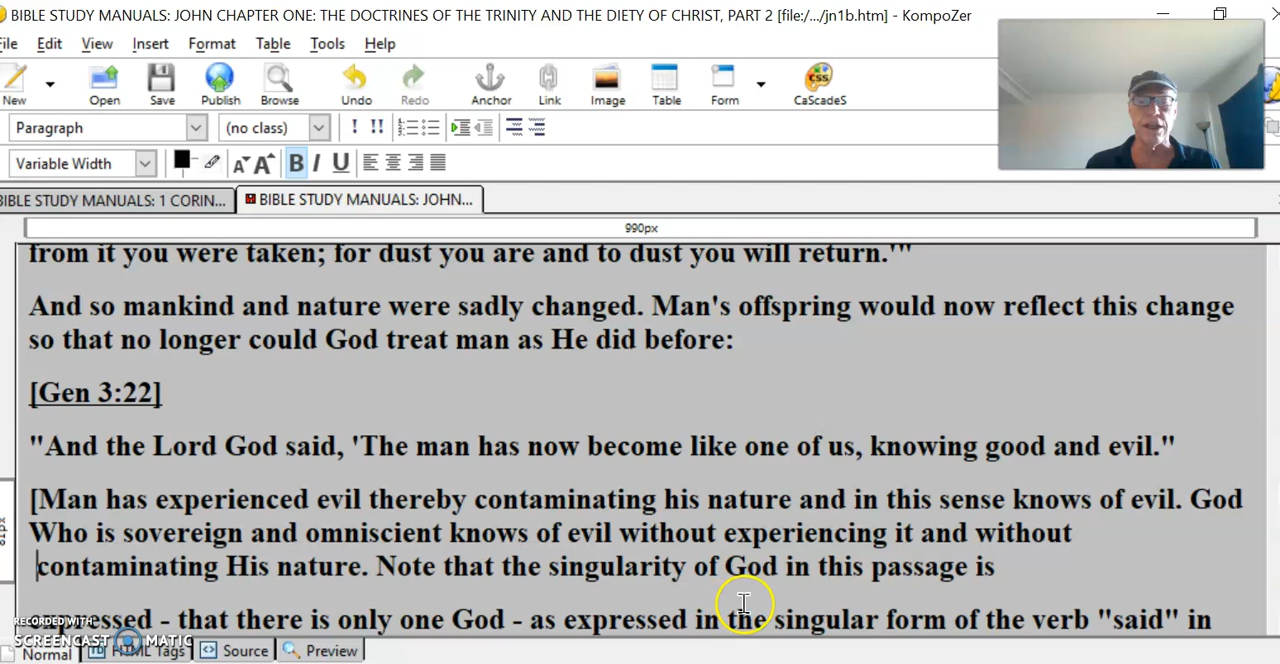 BIBLE STUDY MANUALS: JOHN CHAPTER ONE: THE DOCTRINES OF THE TRINITY AND THE DIETY OF CHRIST, PART 2 [file:/.../jn1b.htm] - KompoZer
File Edit View Insert Format Table Tools Help
New Open Save Publish Browse Undo Redo Anchor Link Image Table Form CaScadeS
Paragraph (no class) ! !!
Variable Width A A B I U
BIBLE STUDY MANUALS: 1 CORIN... BIBLE STUDY MANUALS: JOHN...
990px
from it you were taken; for dust you are and to dust you will return.'"
And so mankind and nature were sadly changed. Man's offspring would now reflect this change
so that no longer could God treat man as He did before:
[Gen 3:22]
"And the Lord God said, 'The man has now become like one of us, knowing good and evil."
[Man has experienced evil thereby contaminating his nature and in this sense knows of evil. God
Who is sovereign and omniscient knows of evil without experiencing it and without
contaminating His nature. Note that the singularity of God in this passage is
expressed - that there is only one God - as expressed in the singular form of the verb "said" in
RECORDED WITH
SCREENCAST MATIC
Normal HTML Tags Source Preview